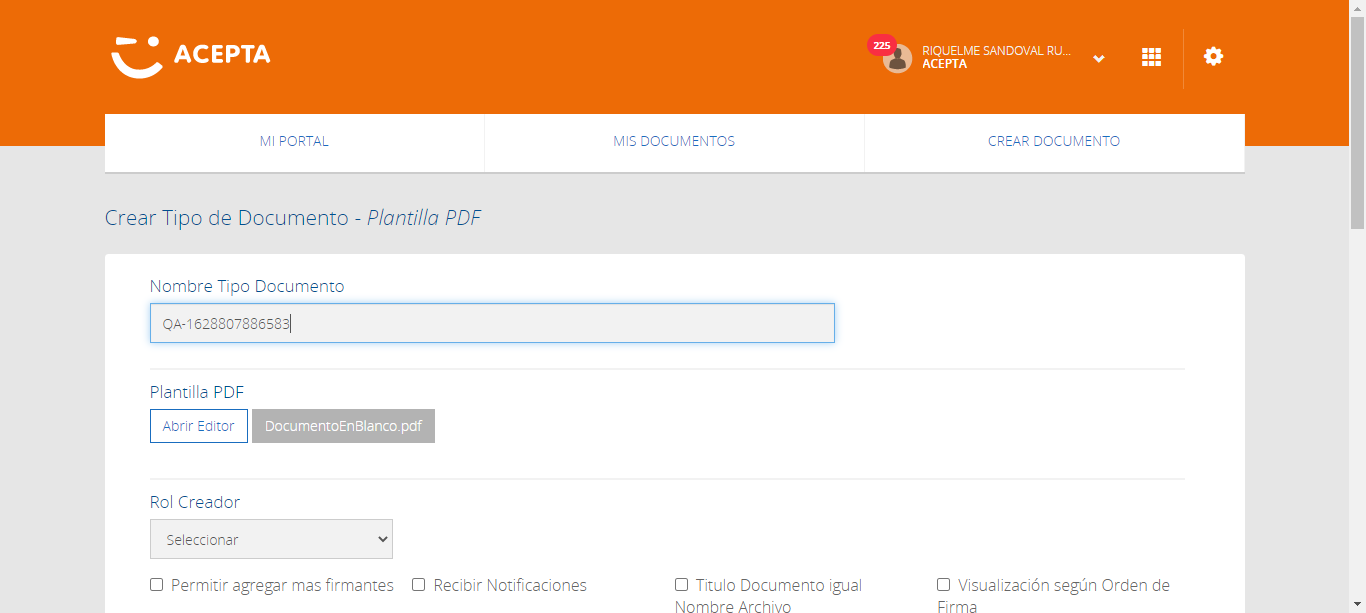 ACEPTA
225
RIQUELME SANDOVAL RU...
ACEPTA
MI PORTAL
MIS DOCUMENTOS
CREAR DOCUMENTO
Crear Tipo de Documento - Plantilla PDF
Nombre Tipo Documento
QA-1628807886583
Plantilla PDF
Abrir Editor
DocumentoEnBlanco.pdf
Rol Creador
Seleccionar
Permitir agregar mas firmantes
Recibir Notificaciones
Titulo Documento igual
Nombre Archivo
Visualización según Orden de
Firma